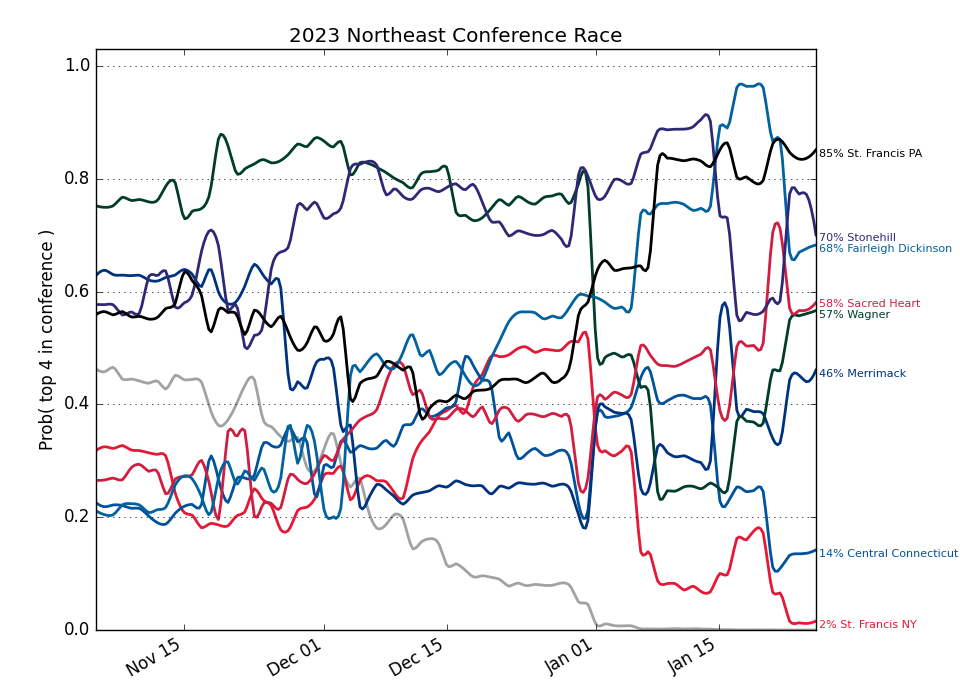 2023 Northeast Conference Race
Prob( top 4 in conference )
1.0
0.8
0.6
0.4
0.2
0.0
Nov 15
Dec 01
Dec 15
Jan 01
Jan 15
85% St. Francis PA
70% Stonehill
68% Fairleigh Dickinson
58% Sacred Heart
57% Wagner
46% Merrimack
14% Central Connecticut
2% St. Francis NY